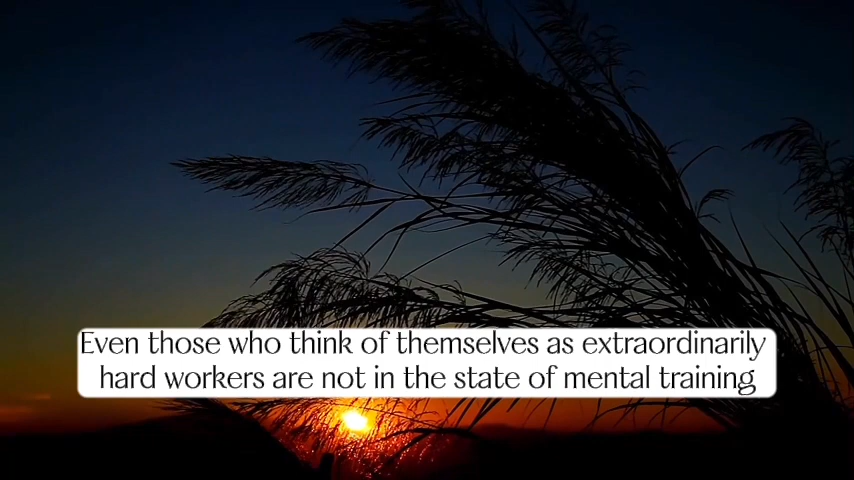 Even those who think of themselves as extraordinarily
hard workers are not in the state of mental training